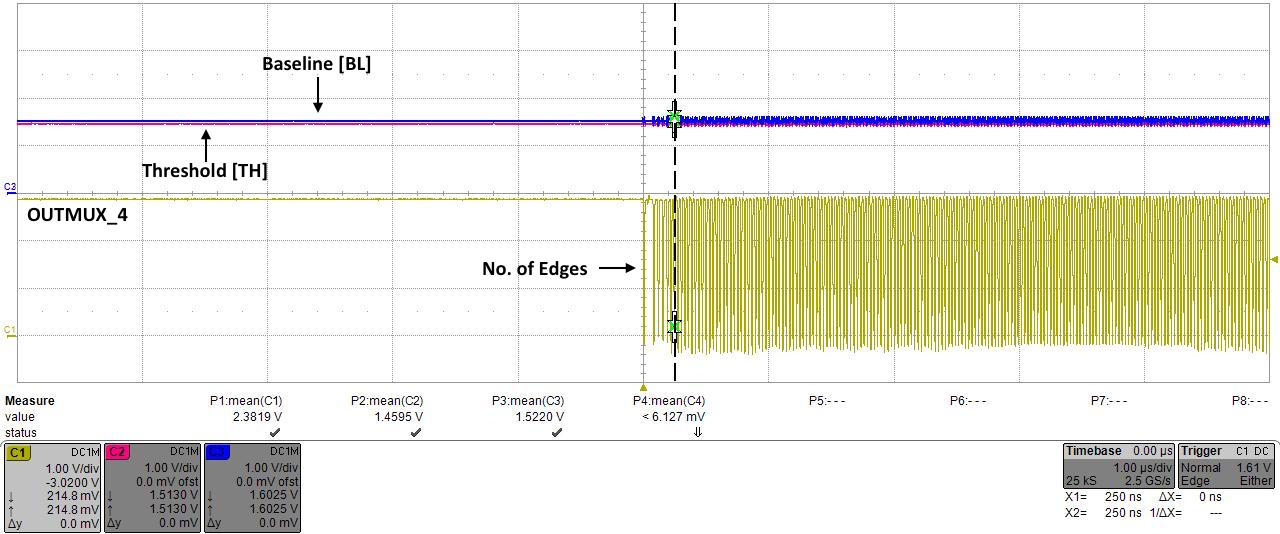 Baseline [BL]
Threshold [TH]
C3
OUTMUX_4
No. of Edges
C1
Measure P1:mean(C1) P2:mean(C2) P3:mean(C3) P4:mean(C4) P5:--- P6:--- P7:--- P8:---
value 2.3819 V 1.4595 V 1.5220 V < 6.127 mV
status
C1 DC1M
1.00 V/div
-3.0200 V
↓ 214.8 mV
↑ 214.8 mV
Δy 0.0 mV
C2 DC1M
1.00 V/div
0.0 mV ofst
↓ 1.5130 V
↑ 1.5130 V
Δy 0.0 mV
C3 DC1M
1.00 V/div
0.0 mV ofst
↓ 1.6025 V
↑ 1.6025 V
Δy 0.0 mV
Timebase 0.00 µs
1.00 µs/div
25 kS 2.5 GS/s
Trigger C1 DC
Normal 1.61 V
Edge Either
X1= 250 ns ΔX= 0 ns
X2= 250 ns 1/ΔX= ---